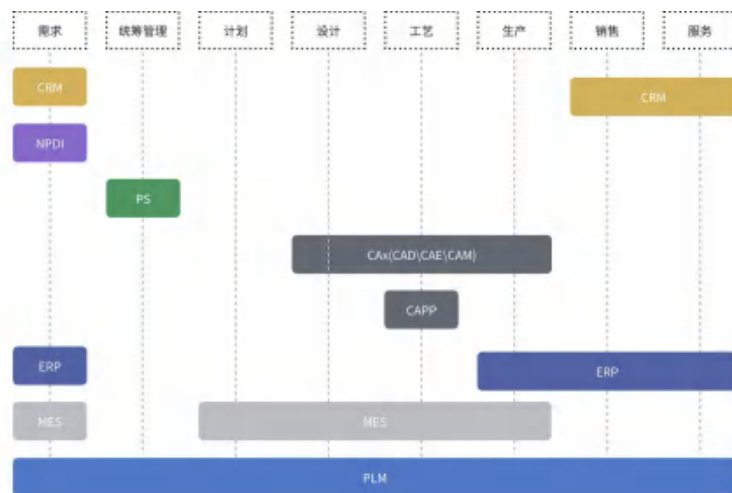 需求 统筹管理 计划 设计 工艺 生产 销售 服务
CRM CRM
NPDI
PS
CAx(CAD\CAE\CAM)
CAPP
ERP ERP
MES MES
PLM